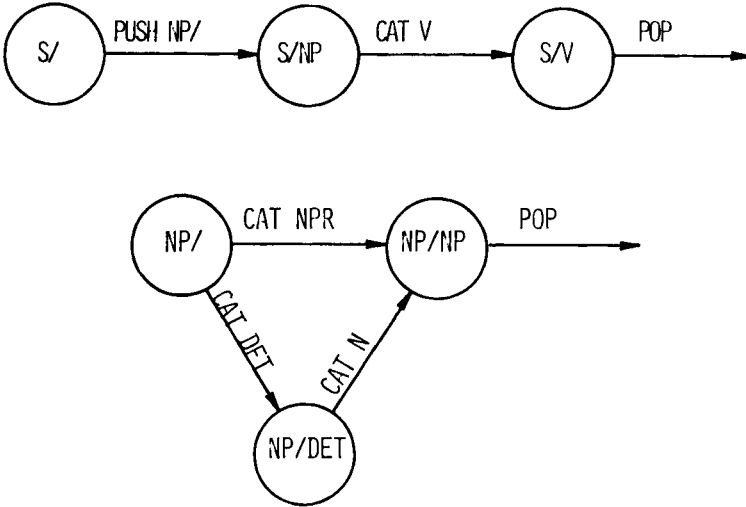 PUSH NP/ CAT V POP
S/ S/NP S/V
CAT NPR POP
NP/ NP/NP
CAT DET CAT N
NP/DET